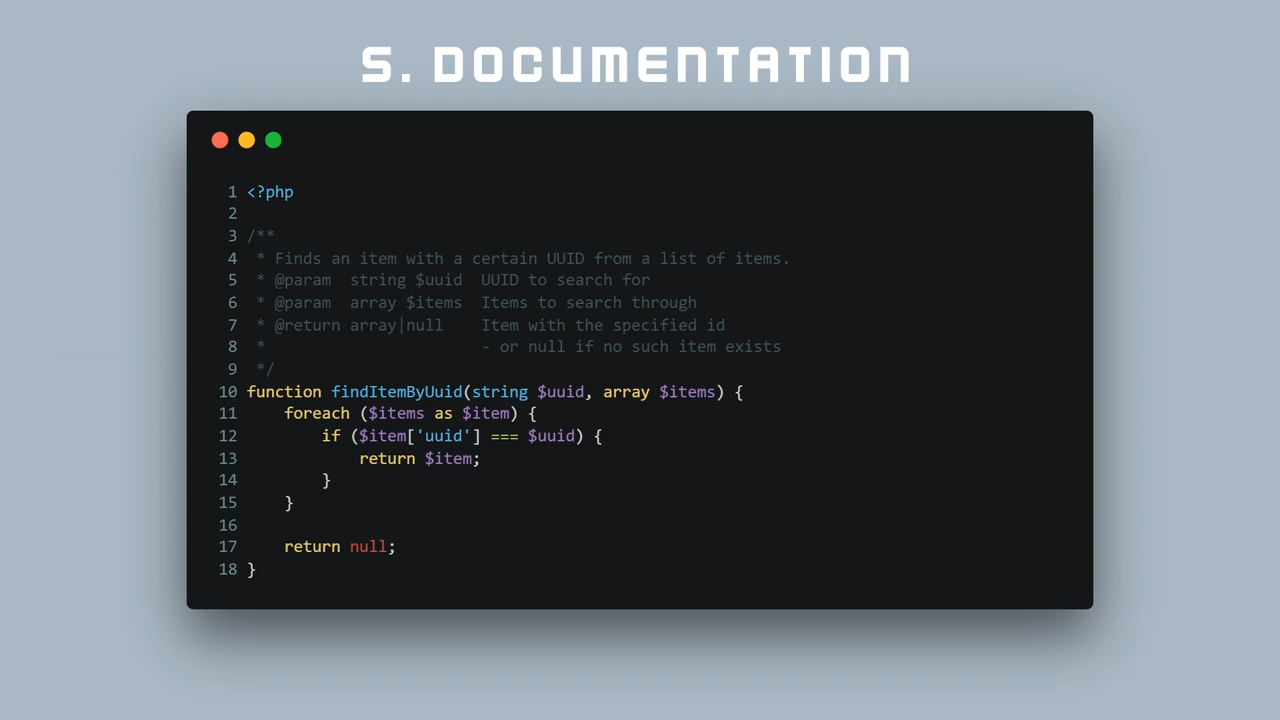 5. DOCUMENTATION
1 <?php
2
3 /**
4  * Finds an item with a certain UUID from a list of items.
5  * @param  string $uuid  UUID to search for
6  * @param  array $items  Items to search through
7  * @return array|null    Item with the specified id
8  *                       - or null if no such item exists
9  */
10 function findItemByUuid(string $uuid, array $items) {
11     foreach ($items as $item) {
12         if ($item['uuid'] === $uuid) {
13             return $item;
14         }
15     }
16
17     return null;
18 }